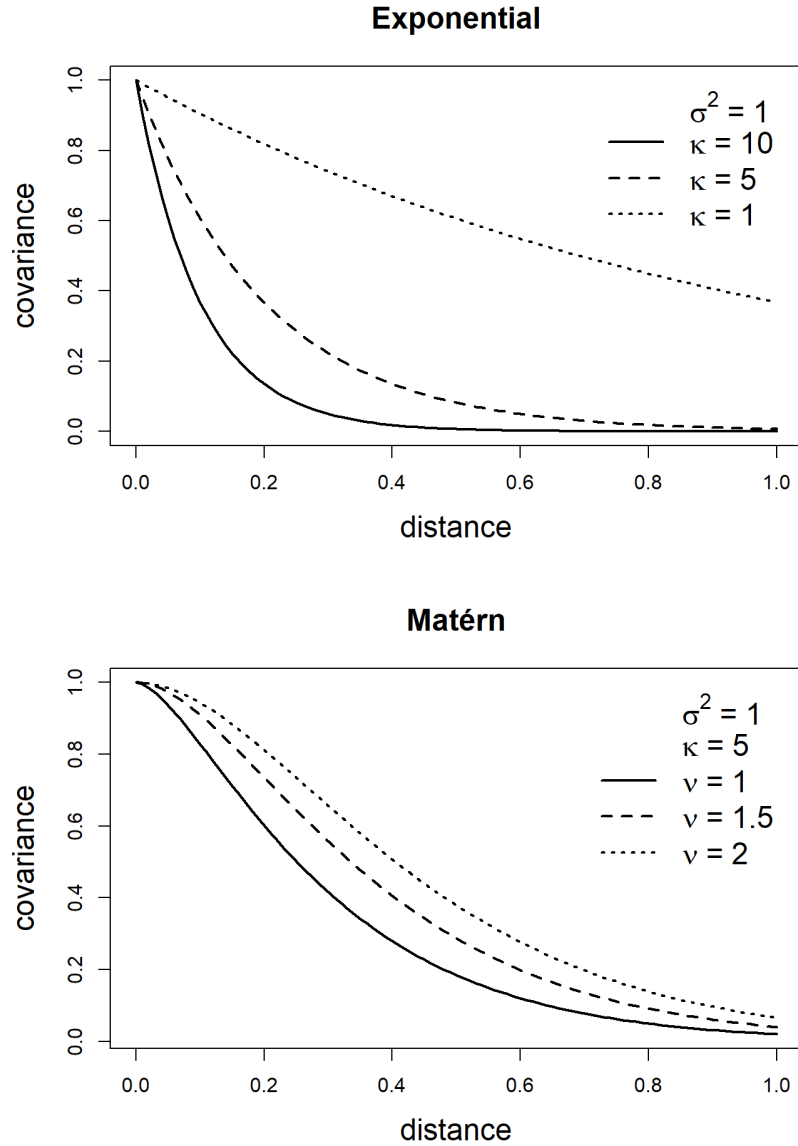 Exponential
σ² = 1
κ = 10
κ = 5
κ = 1
covariance
1.0
0.8
0.6
0.4
0.2
0.0
0.0 0.2 0.4 0.6 0.8 1.0
distance
Matérn
σ² = 1
κ = 5
ν = 1
ν = 1.5
ν = 2
covariance
1.0
0.8
0.6
0.4
0.2
0.0
0.0 0.2 0.4 0.6 0.8 1.0
distance